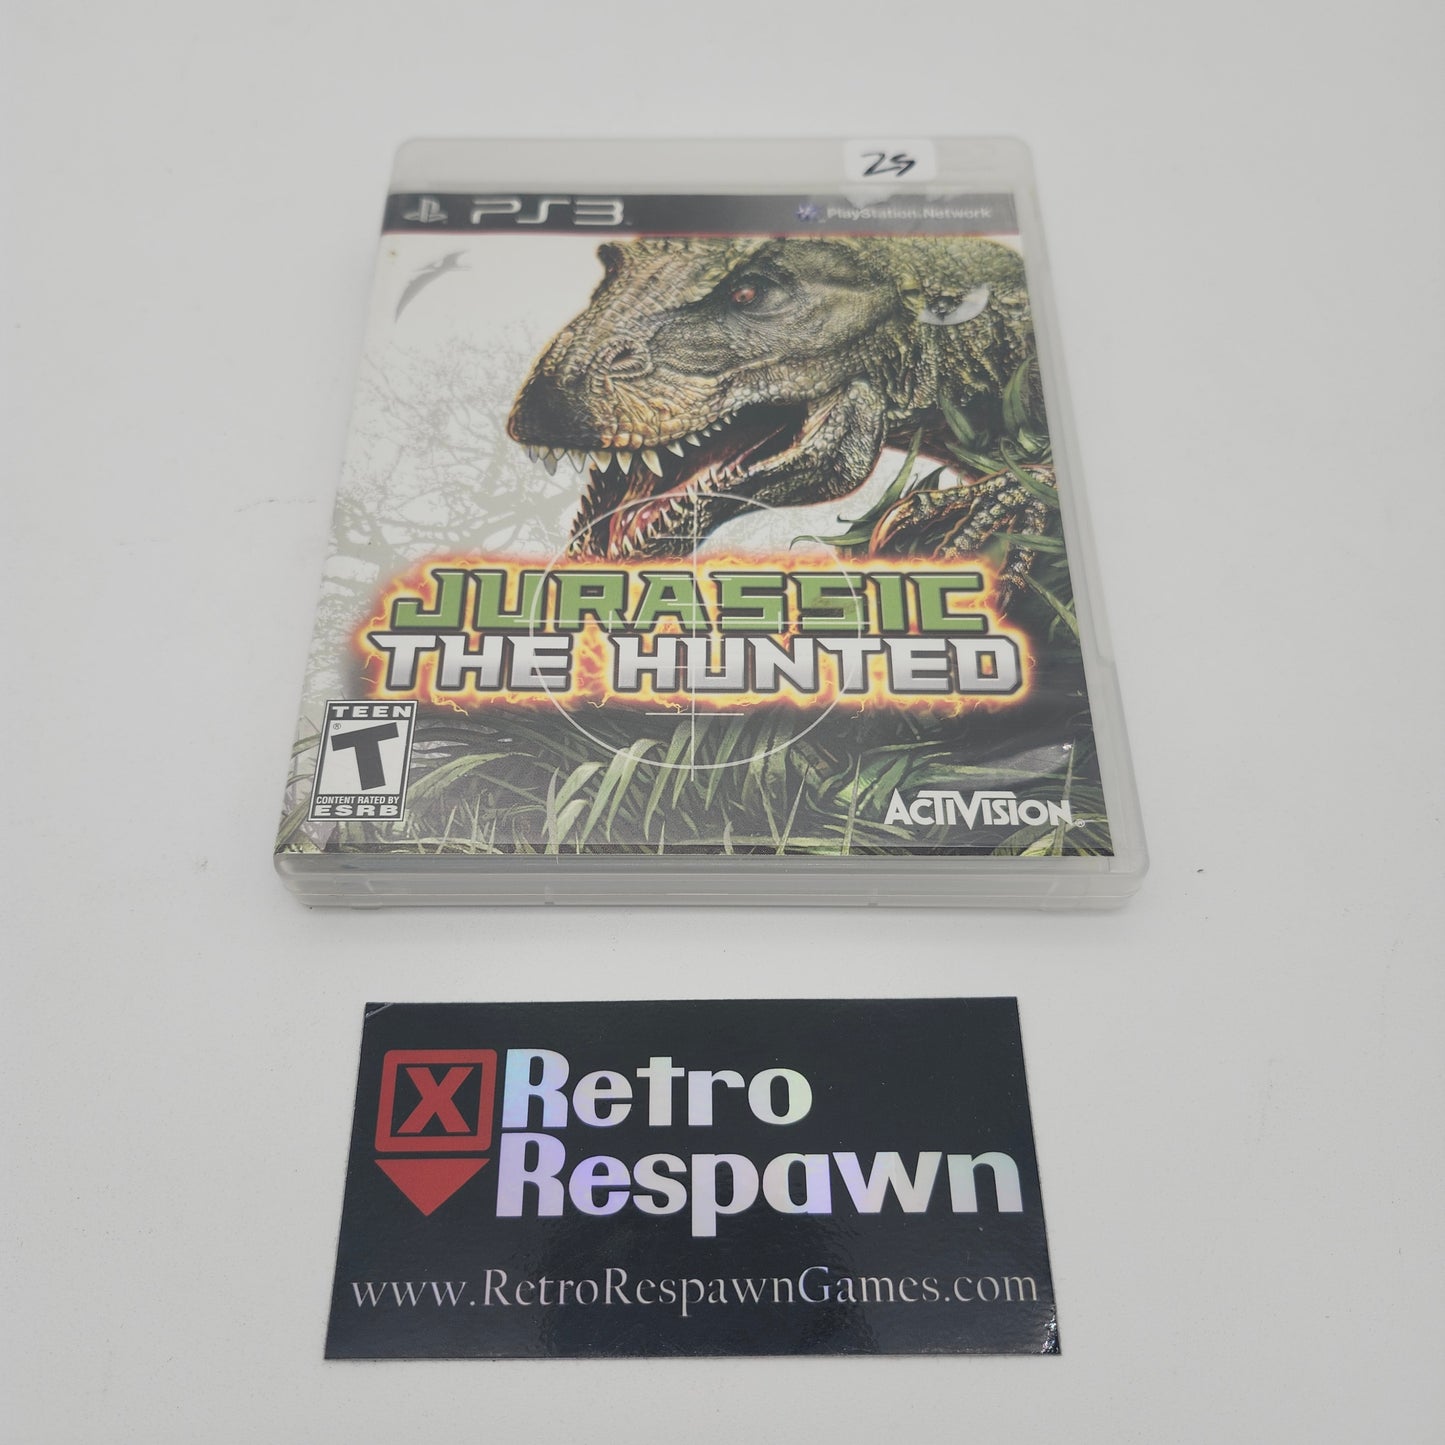 25
PS3
PlayStation Network
JURASSIC
THE HUNTED
TEEN
T
®
CONTENT RATED BY
ESRB
ACTIVISION®
X
Retro
Respawn
www.RetroRespawnGames.com